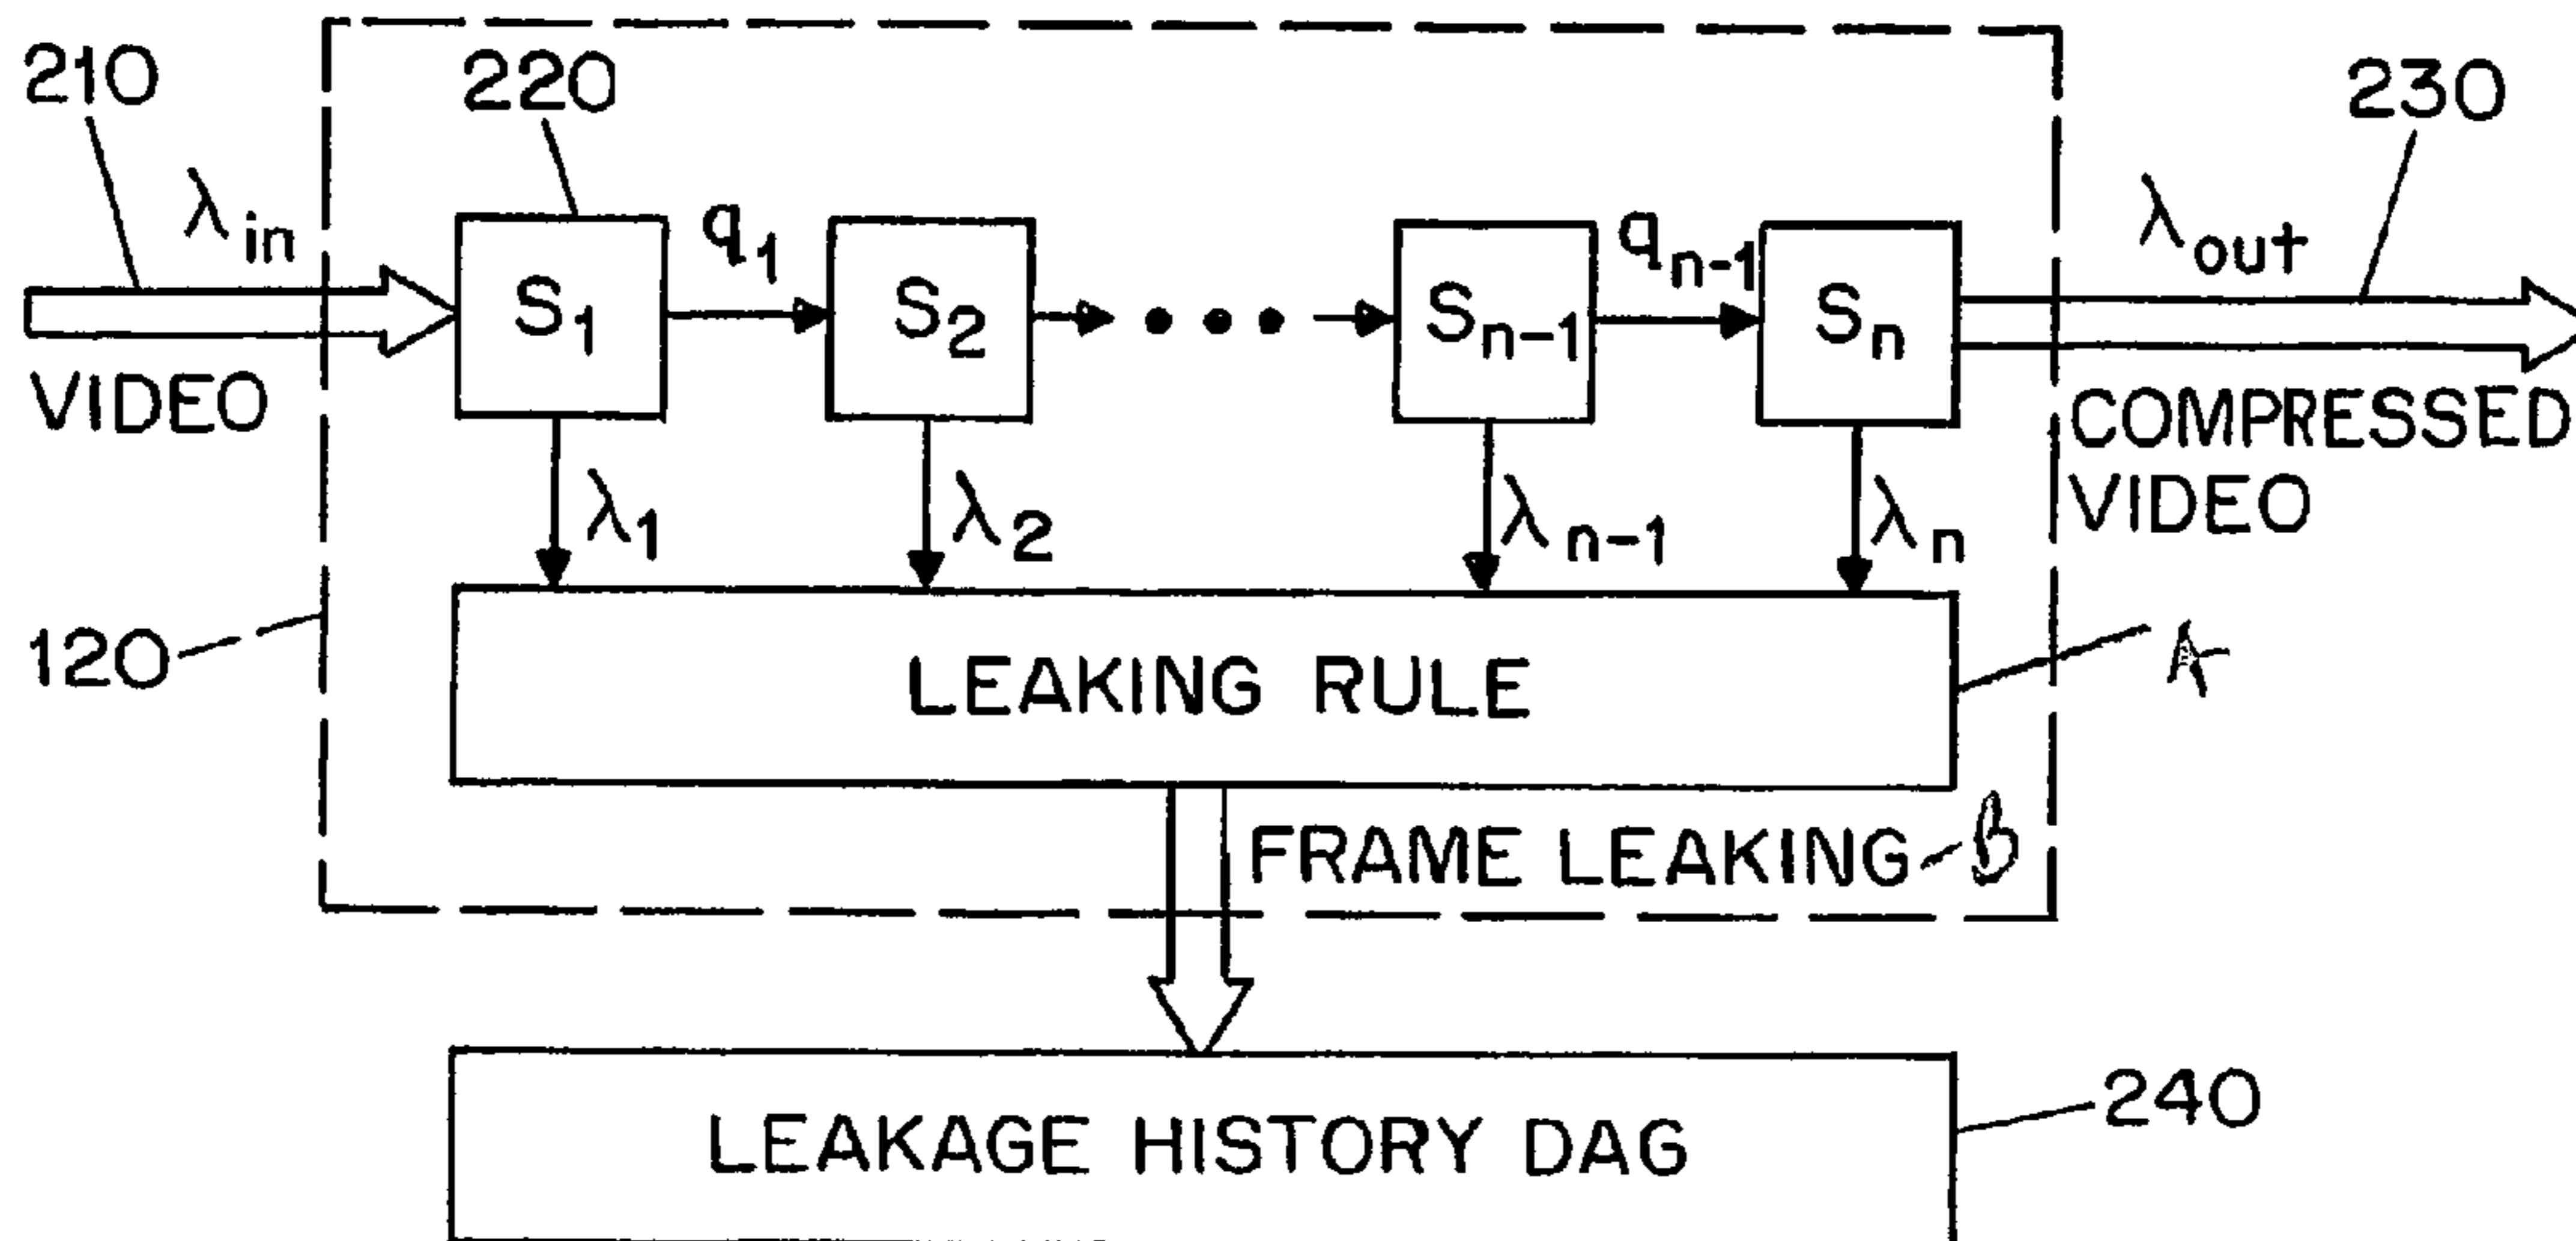 210
220
230
λin
q1
qn-1
λout
S1
S2
Sn-1
Sn
VIDEO
COMPRESSED
VIDEO
λ1
λ2
λn-1
λn
120
LEAKING RULE
A
FRAME LEAKING
B
LEAKAGE HISTORY DAG
240